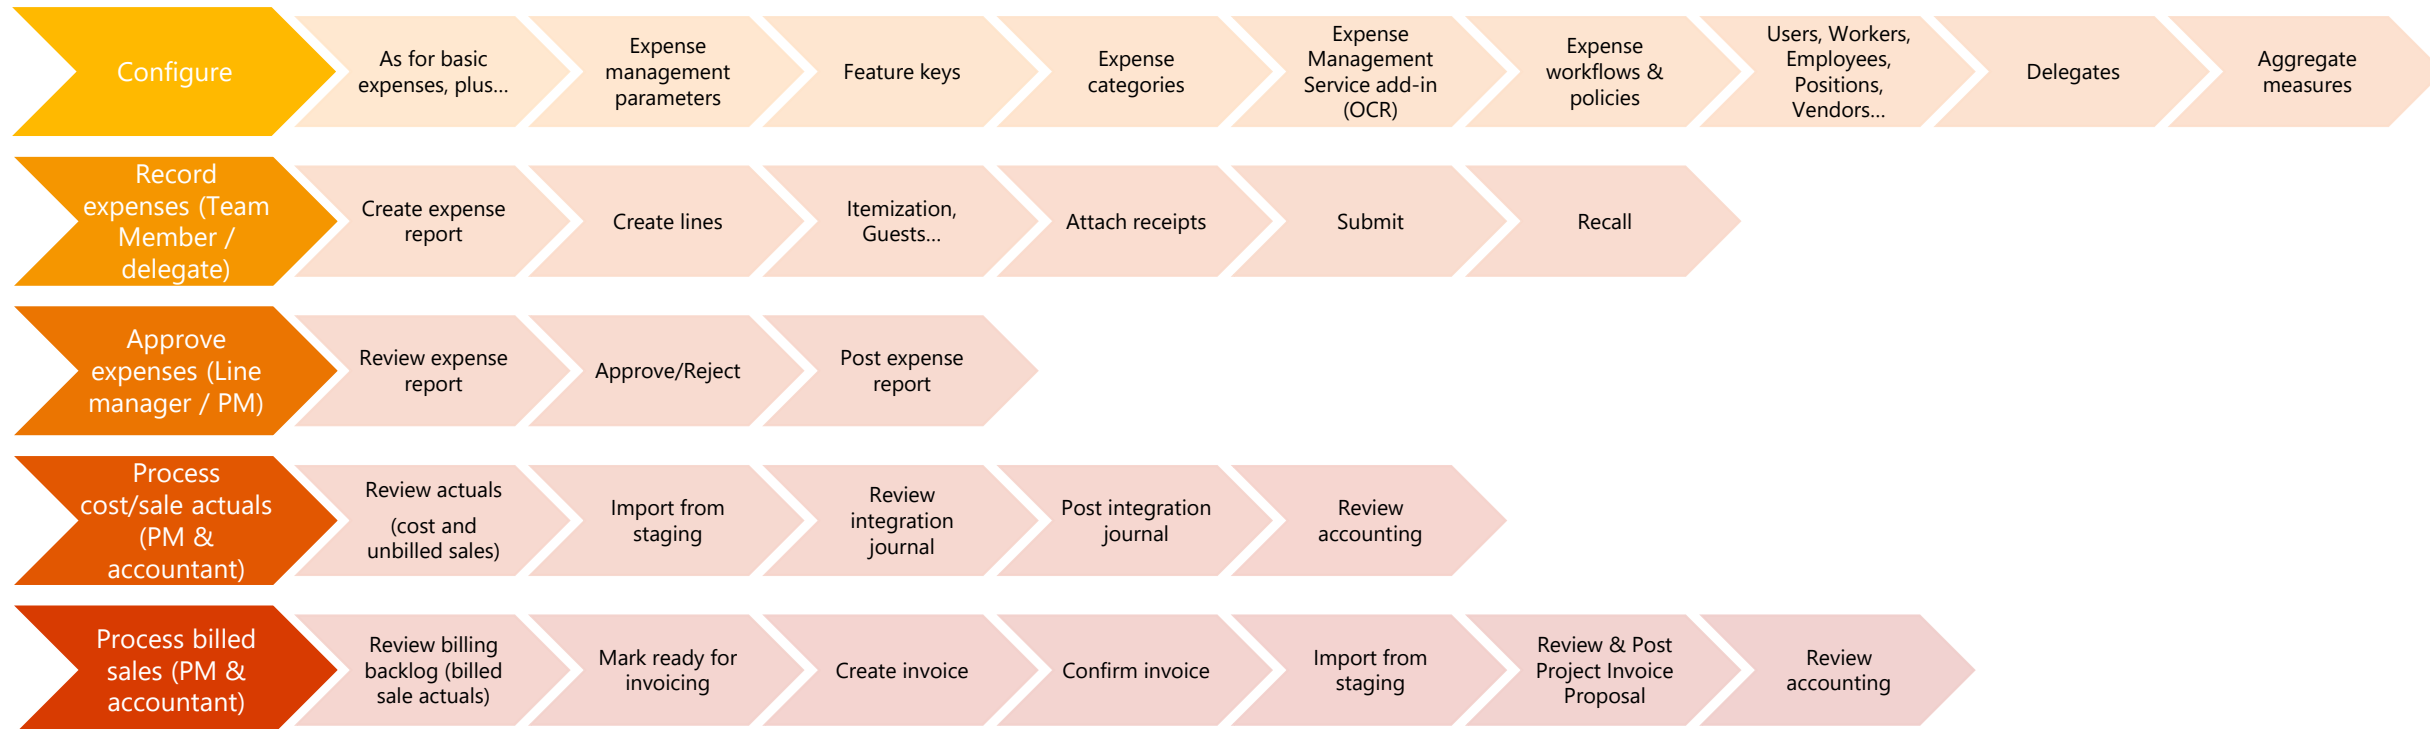 Configure
As for basic
expenses, plus...
Expense
management
parameters
Feature keys
Expense
categories
Expense
Management
Service add-in
(OCR)
Expense
workflows &
policies
Users, Workers,
Employees,
Positions,
Vendors...
Delegates
Aggregate
measures
Record
expenses (Team
Member /
delegate)
Create expense
report
Create lines
Itemization,
Guests...
Attach receipts
Submit
Recall
Approve
expenses (Line
manager / PM)
Review expense
report
Approve/Reject
Post expense
report
Process
cost/sale actuals
(PM &
accountant)
Review actuals
(cost and
unbilled sales)
Import from
staging
Review
integration
journal
Post integration
journal
Review
accounting
Process billed
sales (PM &
accountant)
Review billing
backlog (billed
sale actuals)
Mark ready for
invoicing
Create invoice
Confirm invoice
Import from
staging
Review & Post
Project Invoice
Proposal
Review
accounting